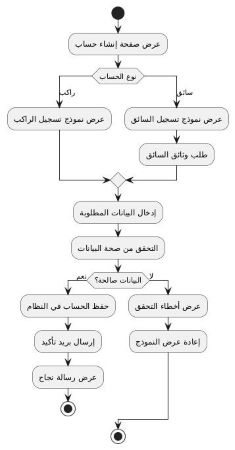 عرض صفحة إنشاء حساب
نوع الحساب
راكب
سائق
عرض نموذج تسجيل الراكب
عرض نموذج تسجيل السائق
طلب وثائق السائق
إدخال البيانات المطلوبة
التحقق من صحة البيانات
البيانات صالحة؟
نعم
لا
حفظ الحساب في النظام
عرض أخطاء التحقق
إرسال بريد تأكيد
إعادة عرض النموذج
عرض رسالة نجاح